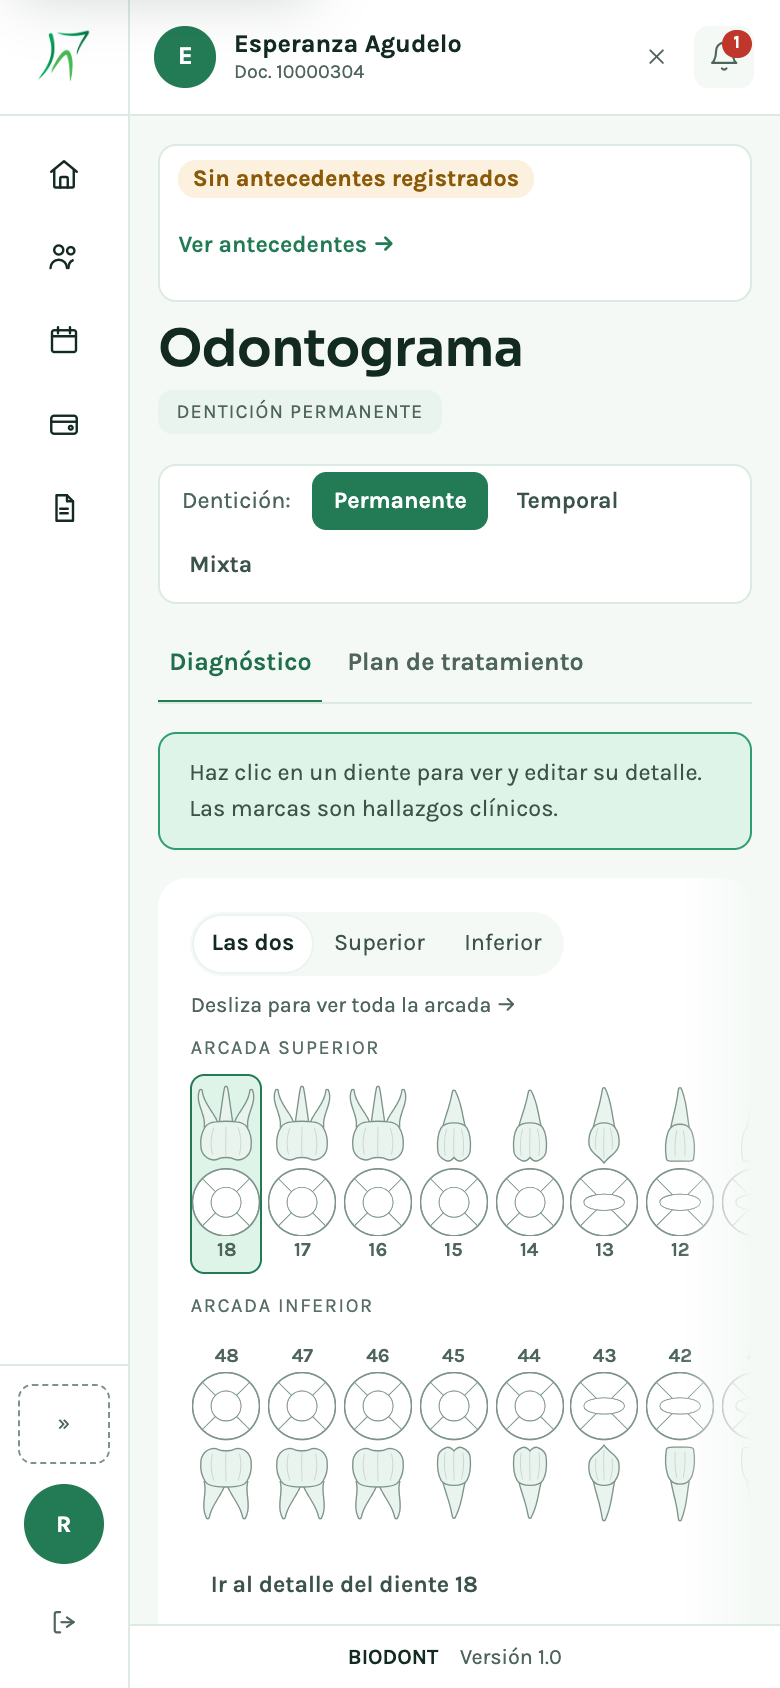 E
Esperanza Agudelo
Doc. 10000304
1
Sin antecedentes registrados
Ver antecedentes →
Odontograma
DENTICIÓN PERMANENTE
Dentición: Permanente Temporal
Mixta
Diagnóstico Plan de tratamiento
Haz clic en un diente para ver y editar su detalle.
Las marcas son hallazgos clínicos.
Las dos Superior Inferior
Desliza para ver toda la arcada →
ARCADA SUPERIOR
18 17 16 15 14 13 12
ARCADA INFERIOR
48 47 46 45 44 43 42
Ir al detalle del diente 18
»
R
BIODONT Versión 1.0